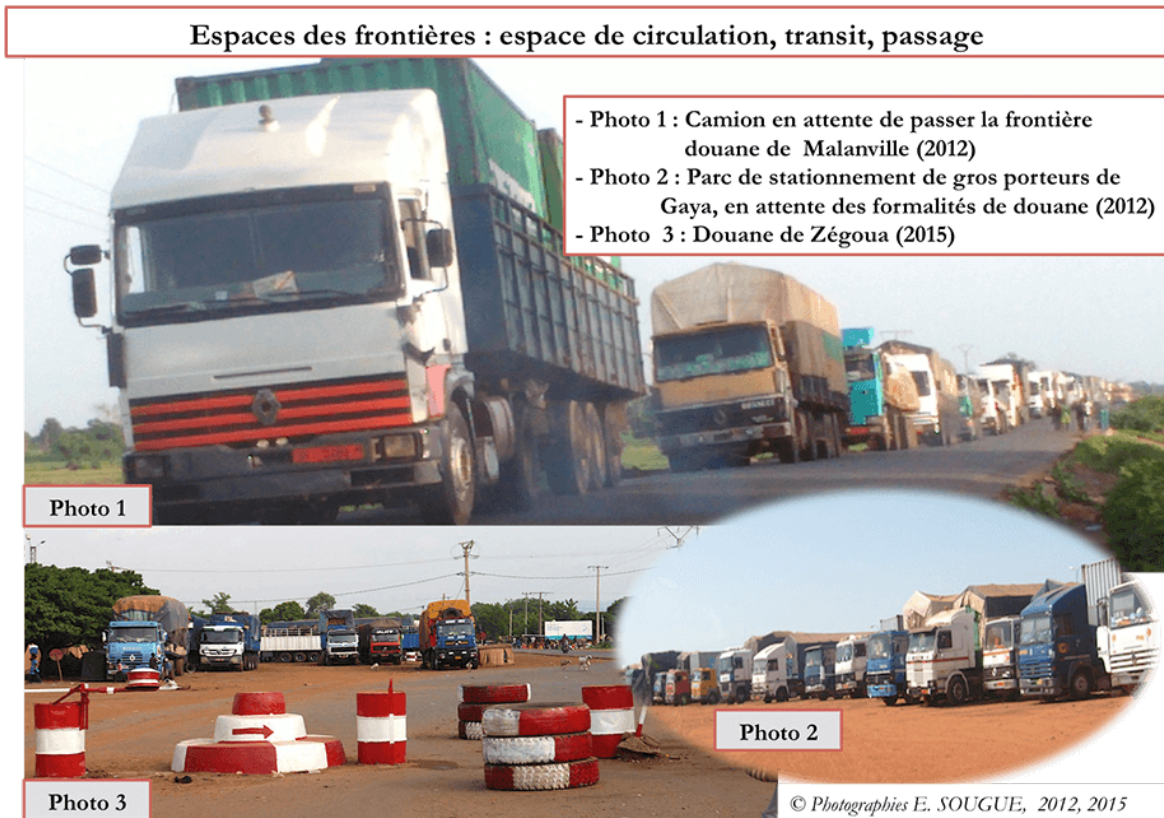 Espaces des frontières : espace de circulation, transit, passage
- Photo 1 : Camion en attente de passer la frontière
douane de Malanville (2012)
- Photo 2 : Parc de stationnement de gros porteurs de
Gaya, en attente des formalités de douane (2012)
- Photo 3 : Douane de Zégoua (2015)
Photo 1
Photo 2
Photo 3
© Photographies E. SOUGUE, 2012, 2015